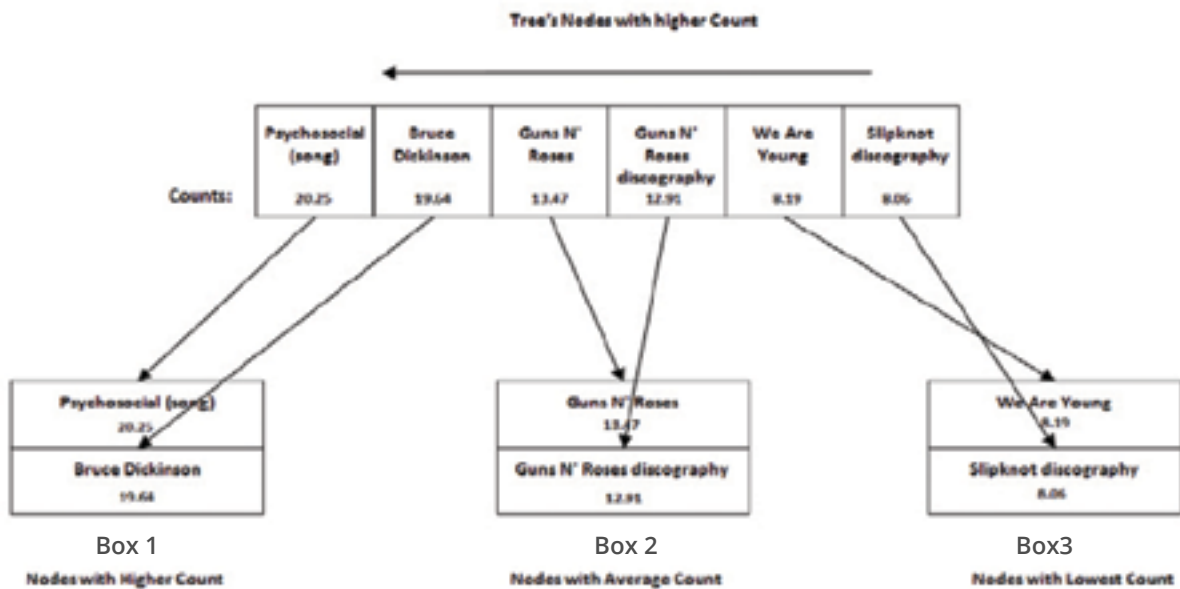 Tree's Nodes with higher Count
Psychosocial
(song)
20.25
Bruce
Dickinson
19.64
Guns N'
Roses
13.47
Guns N'
Roses
discography
12.91
We Are
Young
8.19
Slipknot
discography
8.06
Counts:
Psychosocial (song)
20.25
Bruce Dickinson
19.64
Guns N' Roses
13.47
Guns N' Roses discography
12.91
We Are Young
8.19
Slipknot discography
8.06
Box 1
Box 2
Box3
Nodes with Higher Count
Nodes with Average Count
Nodes with Lowest Count